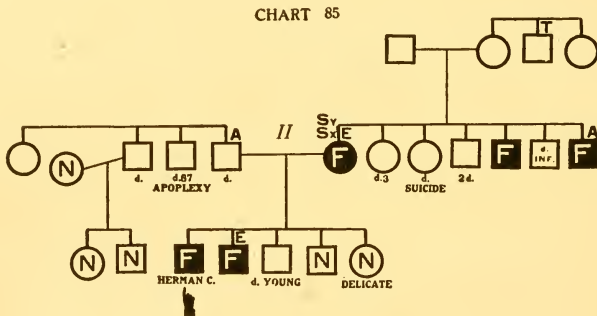 CHART 85
T
A II Sy
Sx E A
N F F d. INF. F
d. d.87 d. d.3 d. 2d.
APOPLEXY SUICIDE
E
N N F F N N
HERMAN C. d. YOUNG DELICATE